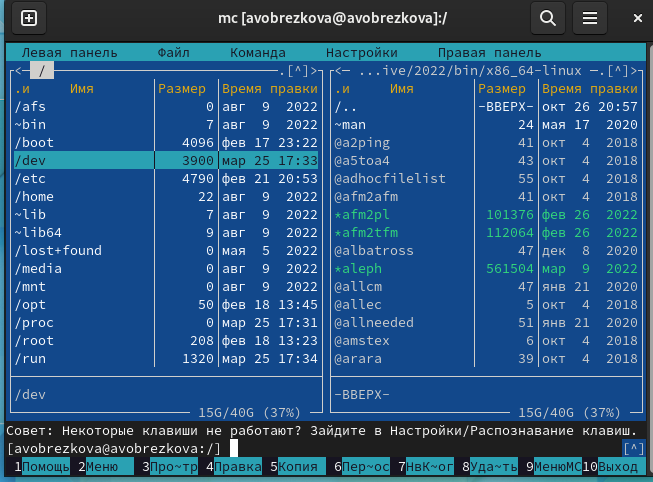 mc [avobrezkova@avobrezkova]:/
Левая панель Файл Команда Настройки Правая панель
<— / .[^]> <— ...ive/2022/bin/x86_64-linux —.[^]>
.и Имя Размер Время правки .и Имя Размер Время правки
/afs 0 авг 9 2022 /.. -ВВЕРХ- окт 26 20:57
~bin 7 авг 9 2022 ~man 24 мая 17 2020
/boot 4096 фев 17 23:22 @a2ping 41 окт 4 2018
/dev 3900 мар 25 17:33 @a5toa4 43 окт 4 2018
/etc 4790 фев 21 20:53 @adhocfilelist 55 окт 4 2018
/home 22 авг 9 2022 @afm2afm 41 окт 4 2018
~lib 7 авг 9 2022 *afm2pl 101376 фев 26 2022
~lib64 9 авг 9 2022 *afm2tfm 112064 фев 26 2022
/lost+found 0 мая 5 2022 @albatross 47 дек 8 2020
/media 0 авг 9 2022 *aleph 561504 мар 9 2022
/mnt 0 авг 9 2022 @allcm 47 янв 21 2020
/opt 50 фев 18 13:45 @allec 5 окт 4 2018
/proc 0 мар 25 17:31 @allneeded 51 янв 21 2020
/root 208 фев 18 13:23 @amstex 6 окт 4 2018
/run 1320 мар 25 17:34 @arara 39 окт 4 2018
/dev -ВВЕРХ-
15G/40G (37%) 15G/40G (37%)
Совет: Некоторые клавиши не работают? Зайдите в Настройки/Распознавание клавиш.
[avobrezkova@avobrezkova:/] [^]
1Помощь 2Меню 3Про~тр 4Правка 5Копия 6Пер~ос 7НвК~ог 8Уда~ть 9МенюМС 10Выход